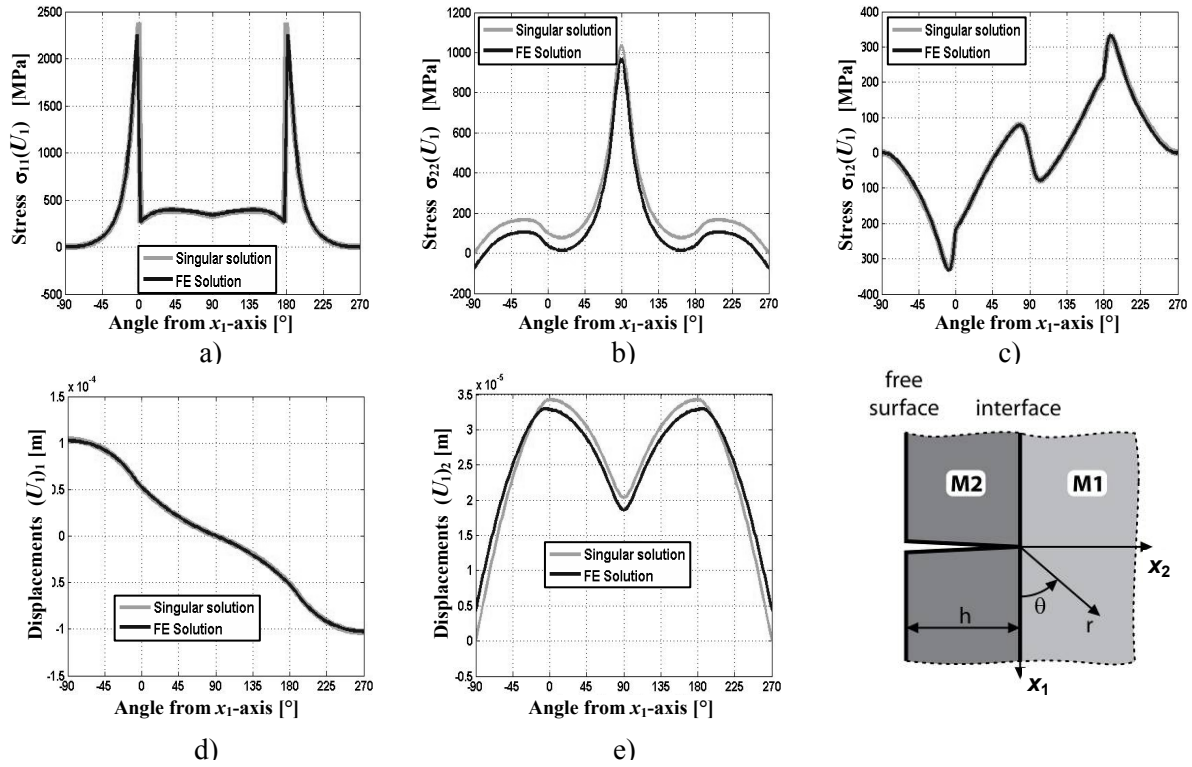 Stress σ11(U1) [MPa]
2500
2000
1500
1000
500
0
500
Singular solution
FE Solution
-90 -45 0 45 90 135 180 225 270
Angle from x1-axis [°]
a)
Stress σ22(U1) [MPa]
1200
1000
800
600
400
200
0
-200
Singular solution
FE Solution
-90 -45 0 45 90 135 180 225 270
Angle from x1-axis [°]
b)
Stress σ12(U1) [MPa]
400
300
200
100
0
100
200
300
400
Singular solution
FE Solution
-90 -45 0 45 90 135 180 225 270
Angle from x1-axis [°]
c)
Displacements (U1)1 [m]
x 10-4
1.5
1
0.5
0
0.5
-1
-1.5
Singular solution
FE Solution
-90 -45 0 45 90 135 180 225 270
Angle from x1-axis [°]
d)
Displacements (U1)2 [m]
x 10-5
3.5
3
2.5
2
1.5
1
0.5
0
-0.5
Singular solution
FE Solution
-90 -45 0 45 90 135 180 225 270
Angle from x1-axis [°]
e)
free
surface interface
M2 M1
x2
θ
h r
x1